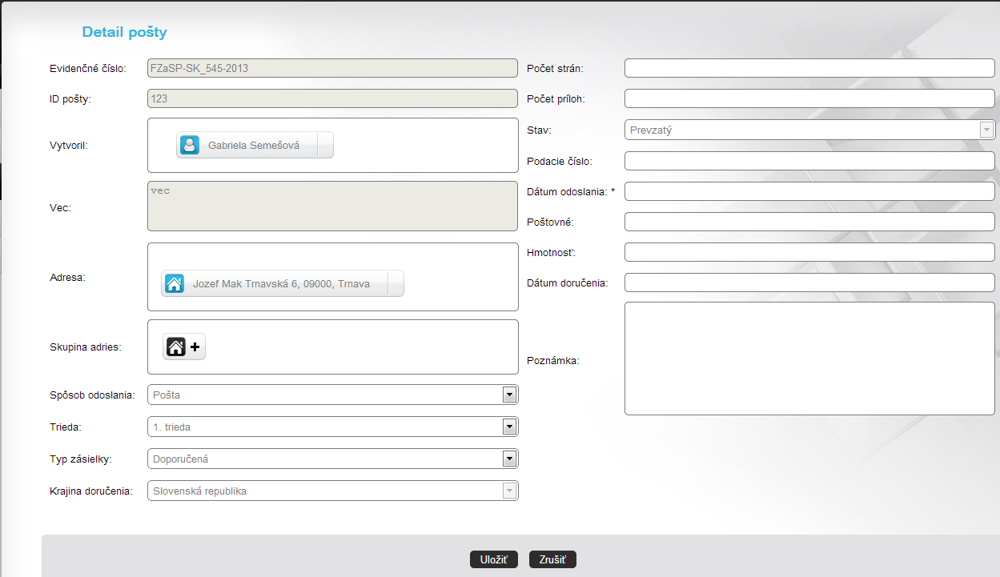 Detail pošty
Evidenčné číslo: FZaSP-SK_545-2013
ID pošty: 123
Vytvoril: Gabriela Semešová
Vec: vec
Adresa: Jozef Mak Trnavská 6, 09000, Trnava
Skupina adries: +
Spôsob odoslania: Pošta
Trieda: 1. trieda
Typ zásielky: Doporučená
Krajina doručenia: Slovenská republika
Počet strán:
Počet príloh:
Stav: Prevzatý
Podacie číslo:
Dátum odoslania: *
Poštovné:
Hmotnosť:
Dátum doručenia:
Poznámka:
Uložiť Zrušiť